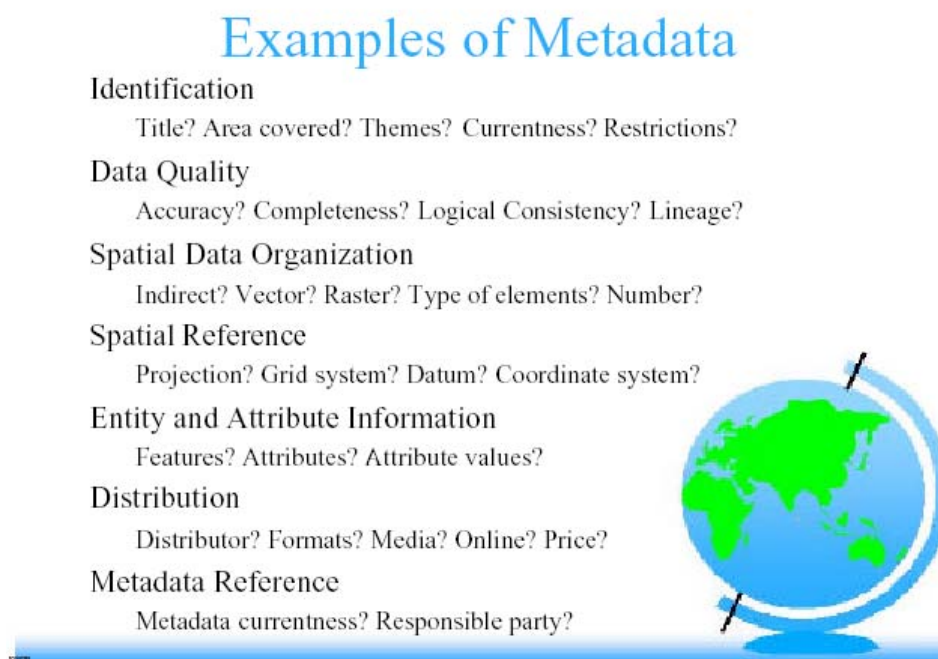 Examples of Metadata
Identification
Title? Area covered? Themes? Currentness? Restrictions?
Data Quality
Accuracy? Completeness? Logical Consistency? Lineage?
Spatial Data Organization
Indirect? Vector? Raster? Type of elements? Number?
Spatial Reference
Projection? Grid system? Datum? Coordinate system?
Entity and Attribute Information
Features? Attributes? Attribute values?
Distribution
Distributor? Formats? Media? Online? Price?
Metadata Reference
Metadata currentness? Responsible party?